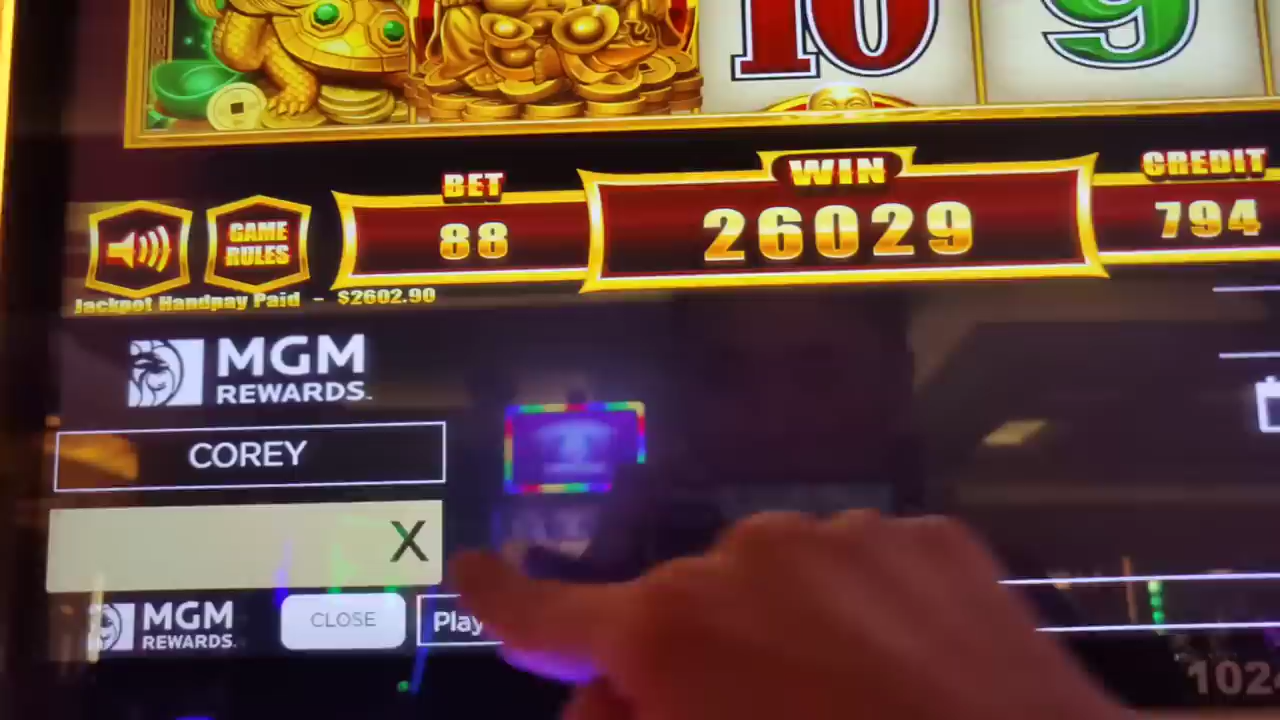 10 9
BET WIN CREDIT
88 26029 794
GAME
RULES
Jackpot Handpay Paid - $2602.90
MGM
REWARDS.
COREY
X
MGM
REWARDS.
CLOSE
Play
102